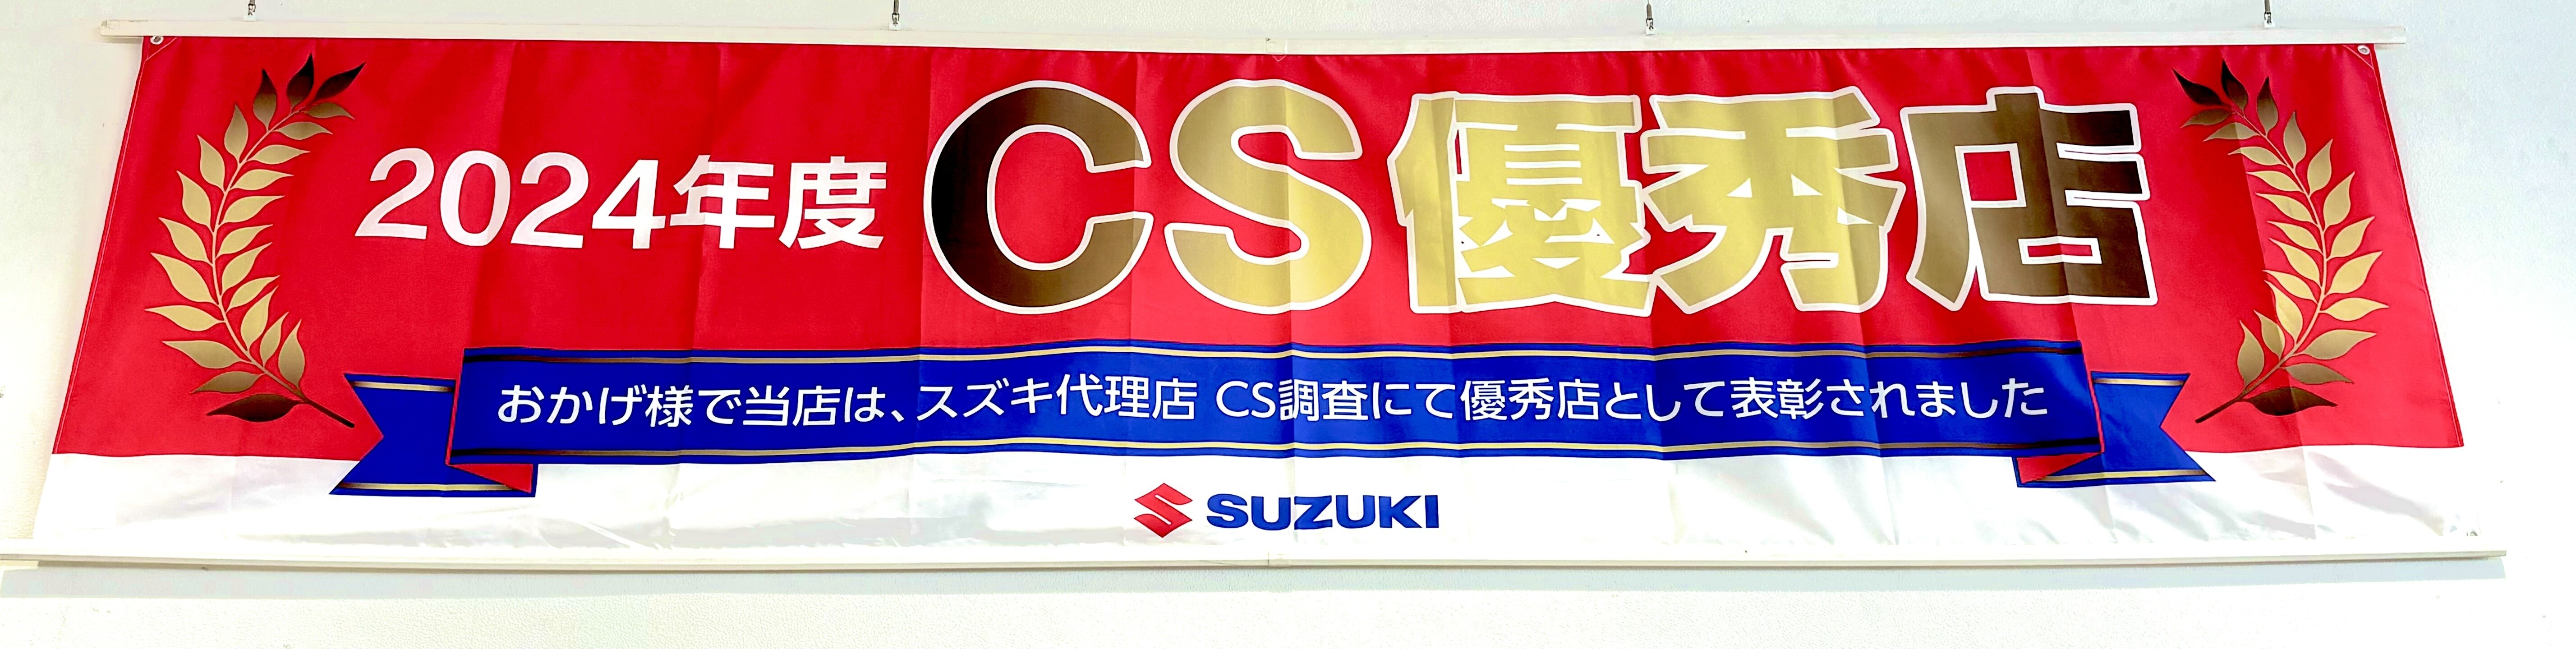 2024年度 CS優秀店
おかげ様で当店は、スズキ代理店 CS調査にて優秀店として表彰されました
SUZUKI